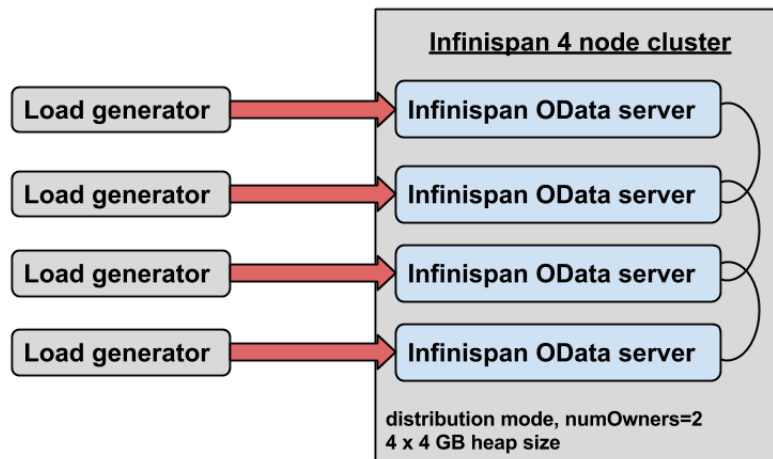 Infinispan 4 node cluster
Load generator
Infinispan OData server
Load generator
Infinispan OData server
Load generator
Infinispan OData server
Load generator
Infinispan OData server
distribution mode, numOwners=2
4 x 4 GB heap size